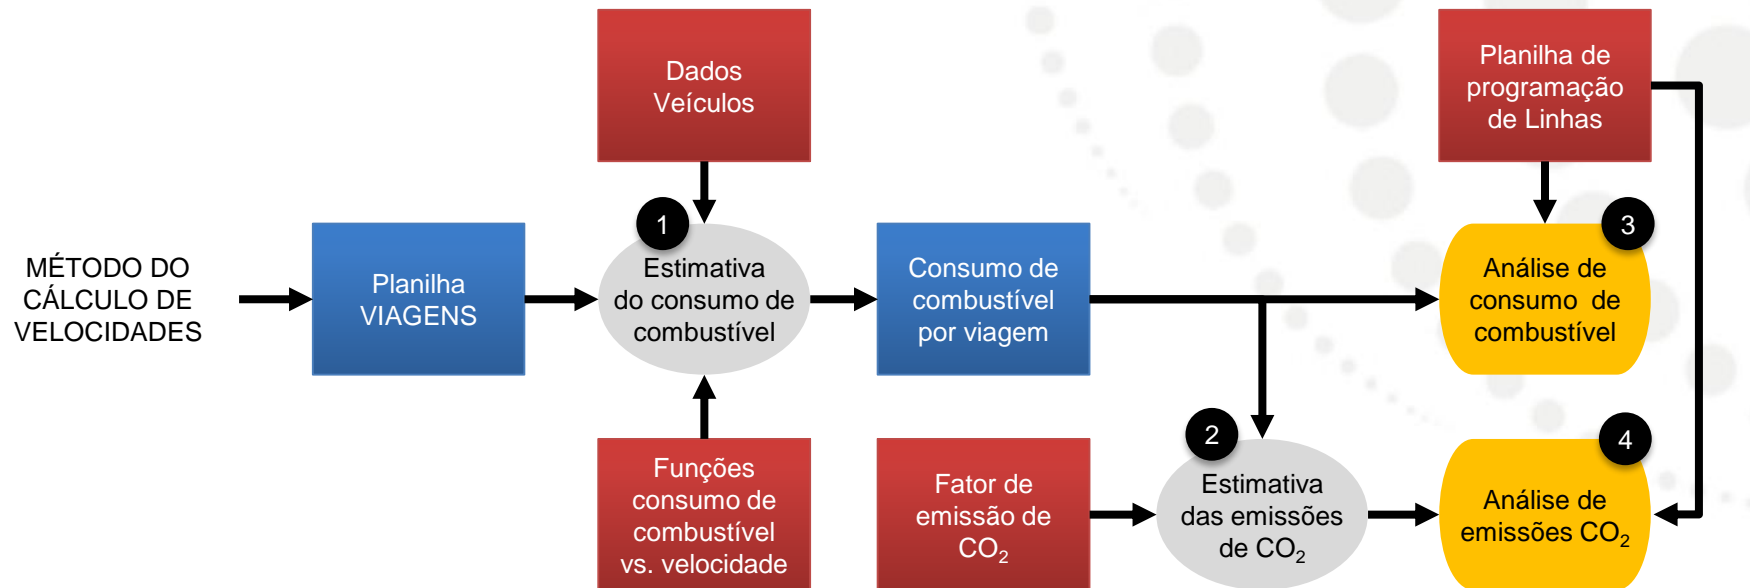 Dados
Veículos
Planilha de
programação
de Linhas
MÉTODO DO
CÁLCULO DE
VELOCIDADES
Planilha
VIAGENS
1
Estimativa
do consumo de
combustível
Consumo de
combustível
por viagem
3
Análise de
consumo de
combustível
Funções
consumo de
combustível
vs. velocidade
Fator de
emissão de
CO₂
2
Estimativa
das emissões
de CO₂
4
Análise de
emissões CO₂